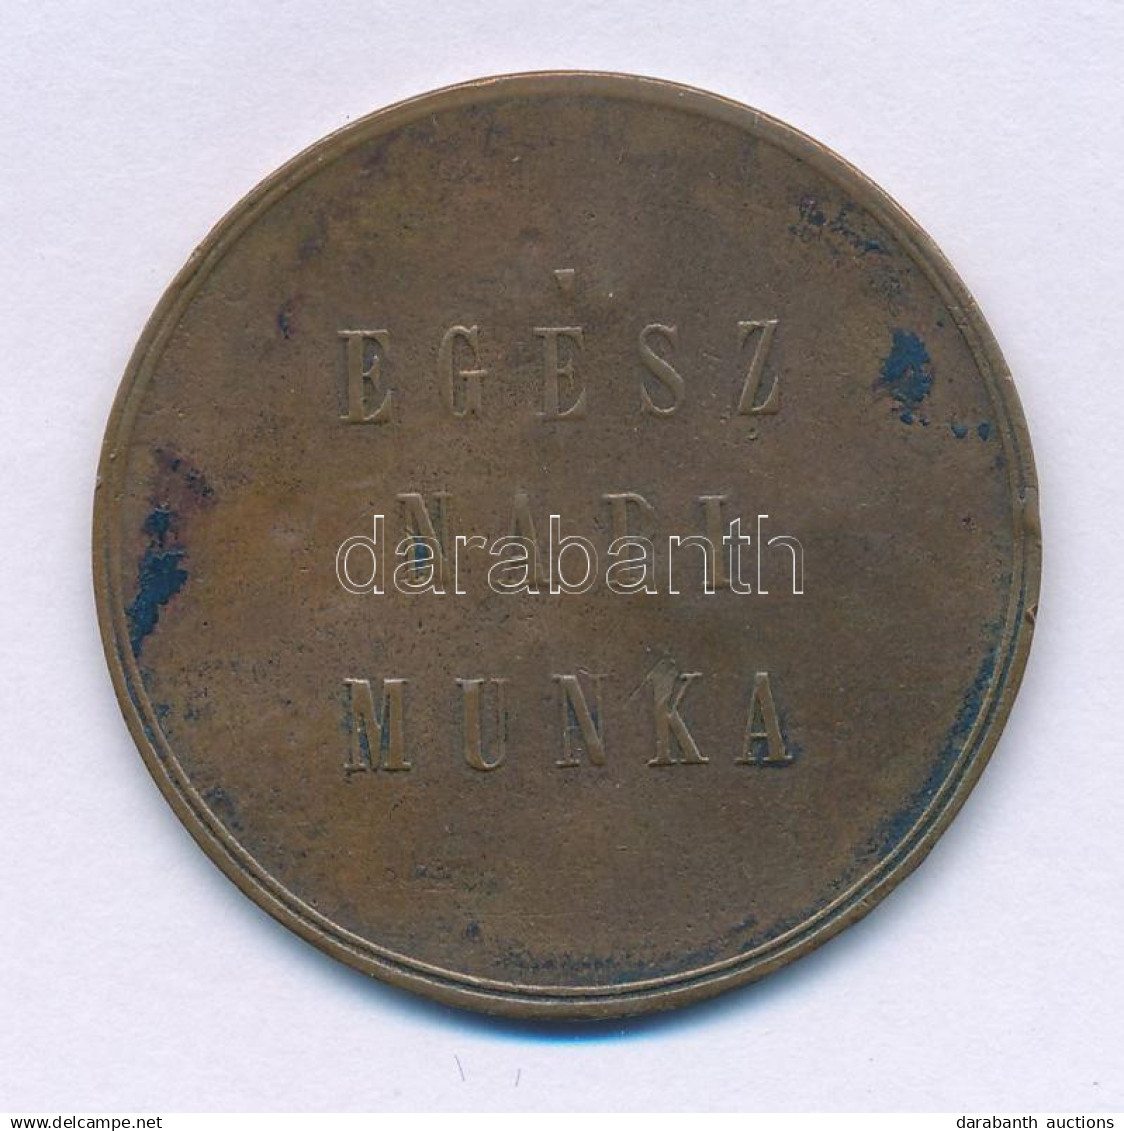 EGÉSZ
NAPI
MUNKA
darabanth
www.delcampe.net
darabanth auctions